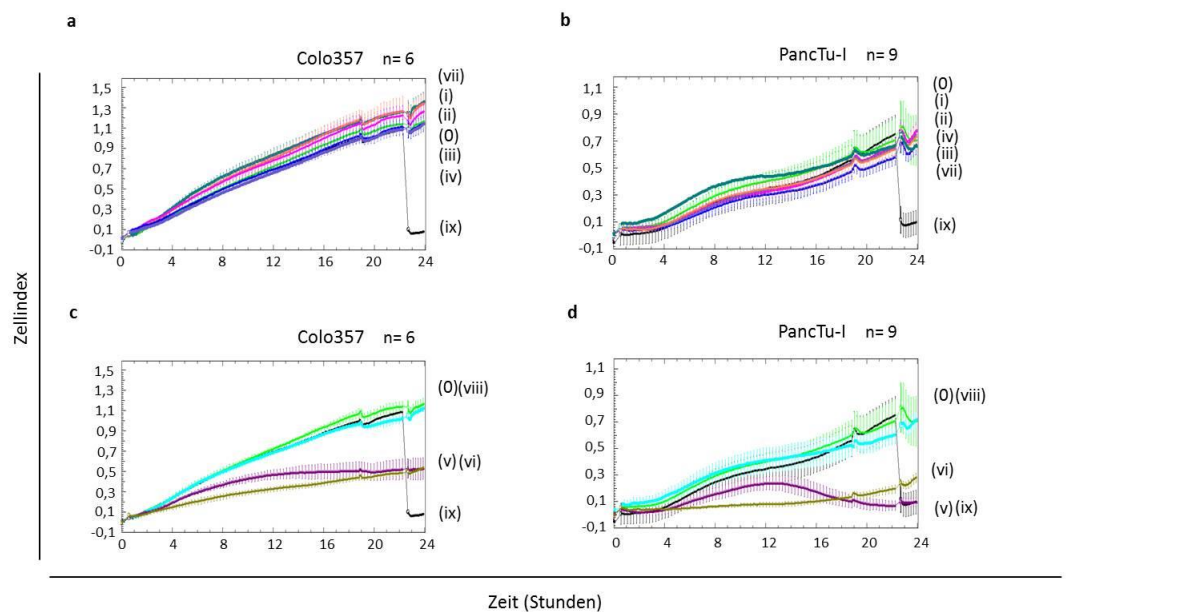 a
Colo357 n= 6
1,5
1,3
1,1
0,9
0,7
0,5
0,3
0,1
-0,1
0 4 8 12 16 20 24
(vii)
(i)
(ii)
(0)
(iii)
(iv)
(ix)
b
PancTu-I n= 9
1,1
0,9
0,7
0,5
0,3
0,1
-0,1
0 4 8 12 16 20 24
(0)
(i)
(ii)
(iv)
(iii)
(vii)
(ix)
Zellindex
c
Colo357 n= 6
1,5
1,3
1,1
0,9
0,7
0,5
0,3
0,1
-0,1
0 4 8 12 16 20 24
(0)(viii)
(v)(vi)
(ix)
d
PancTu-I n= 9
1,1
0,9
0,7
0,5
0,3
0,1
-0,1
0 4 8 12 16 20 24
(0)(viii)
(vi)
(v)(ix)
Zeit (Stunden)